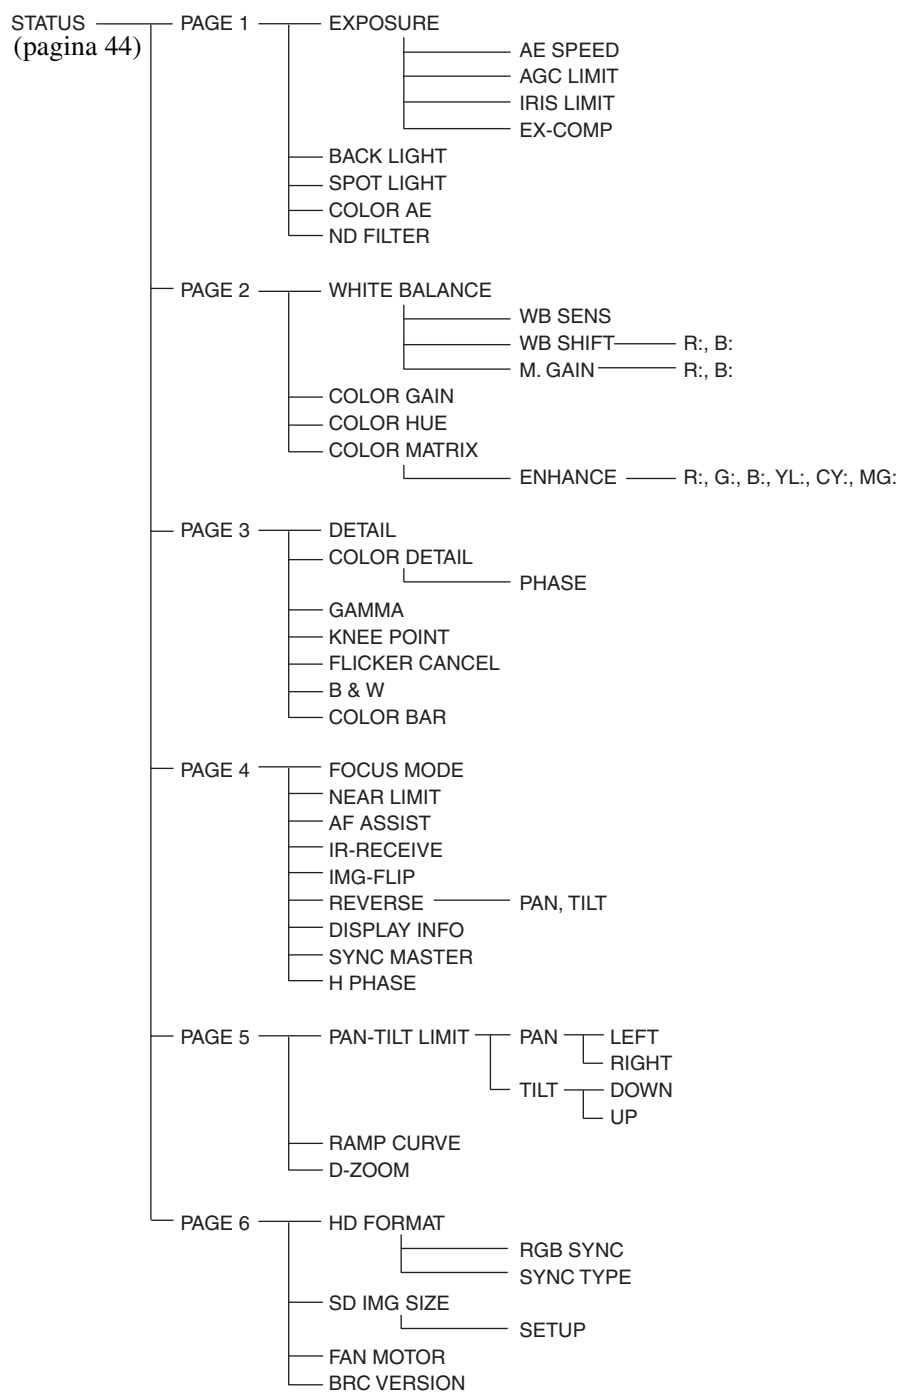 STATUS PAGE 1 EXPOSURE
(pagina 44)
AE SPEED
AGC LIMIT
IRIS LIMIT
EX-COMP
BACK LIGHT
SPOT LIGHT
COLOR AE
ND FILTER
PAGE 2 WHITE BALANCE
WB SENS
WB SHIFT R:, B:
M. GAIN R:, B:
COLOR GAIN
COLOR HUE
COLOR MATRIX
ENHANCE R:, G:, B:, YL:, CY:, MG:
PAGE 3 DETAIL
COLOR DETAIL
PHASE
GAMMA
KNEE POINT
FLICKER CANCEL
B & W
COLOR BAR
PAGE 4 FOCUS MODE
NEAR LIMIT
AF ASSIST
IR-RECEIVE
IMG-FLIP
REVERSE PAN, TILT
DISPLAY INFO
SYNC MASTER
H PHASE
PAGE 5 PAN-TILT LIMIT PAN LEFT
RIGHT
TILT DOWN
UP
RAMP CURVE
D-ZOOM
PAGE 6 HD FORMAT
RGB SYNC
SYNC TYPE
SD IMG SIZE
SETUP
FAN MOTOR
BRC VERSION